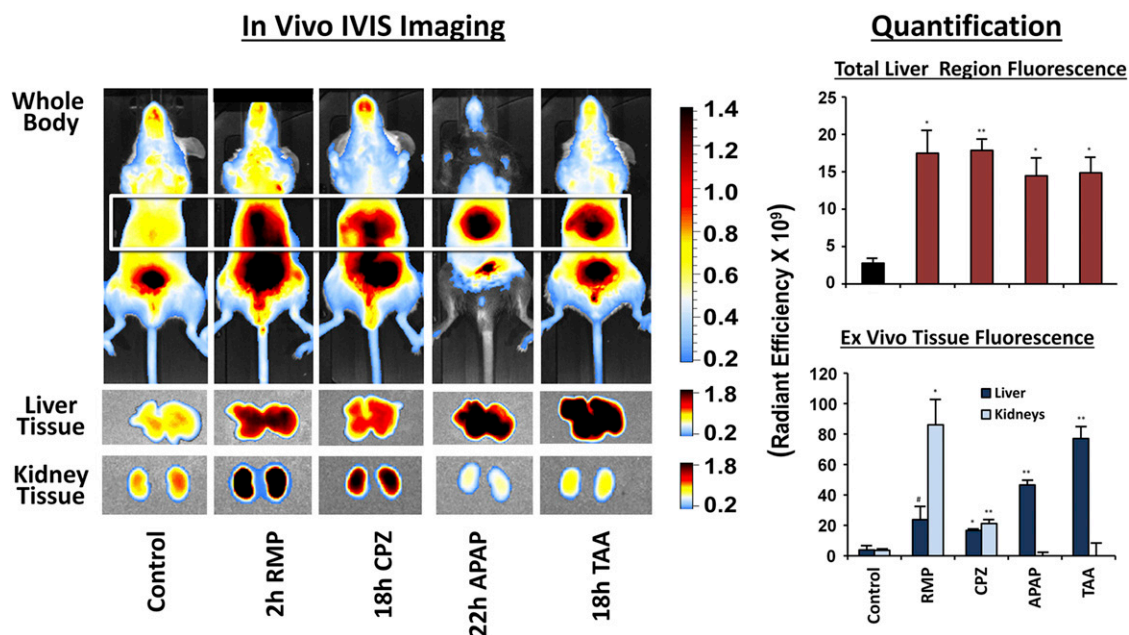 In Vivo IVIS Imaging
Whole
Body
1.4
1.2
1.0
0.8
0.6
0.4
0.2
Liver
Tissue
1.8
0.2
Kidney
Tissue
1.8
0.2
Control
2h RMP
18h CPZ
22h APAP
18h TAA
Quantification
Total Liver Region Fluorescence
(Radiant Efficiency X 10⁹)
25
20
15
10
5
0
*
**
*
*
Ex Vivo Tissue Fluorescence
120
100
80
60
40
20
0
Liver
Kidneys
#
*
*
**
**
**
Control
RMP
CPZ
APAP
TAA